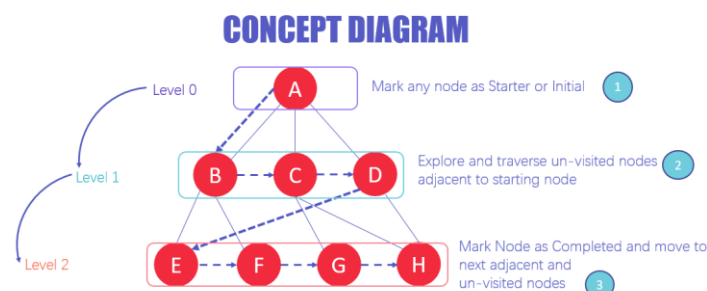 CONCEPT DIAGRAM
Level 0
A
Mark any node as Starter or Initial
1
Level 1
B
C
D
Explore and traverse un-visited nodes
adjacent to starting node
2
Level 2
E
F
G
H
Mark Node as Completed and move to
next adjacent and
un-visited nodes
3